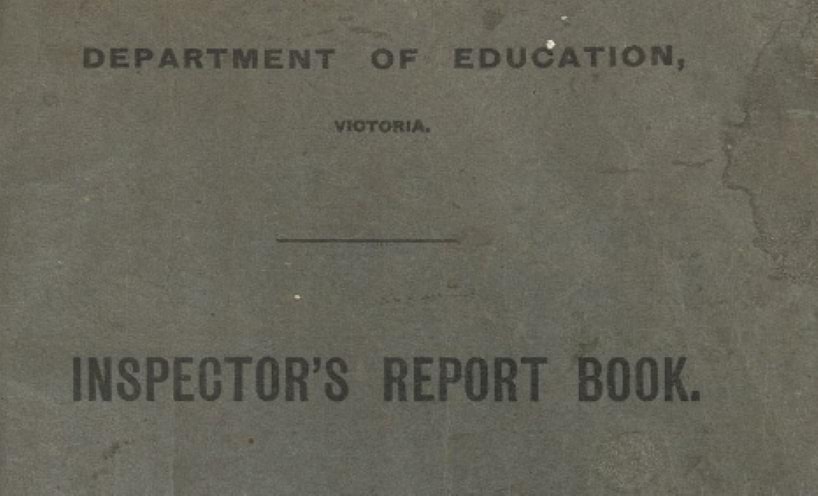 DEPARTMENT OF EDUCATION,
VICTORIA.
INSPECTOR'S REPORT BOOK.